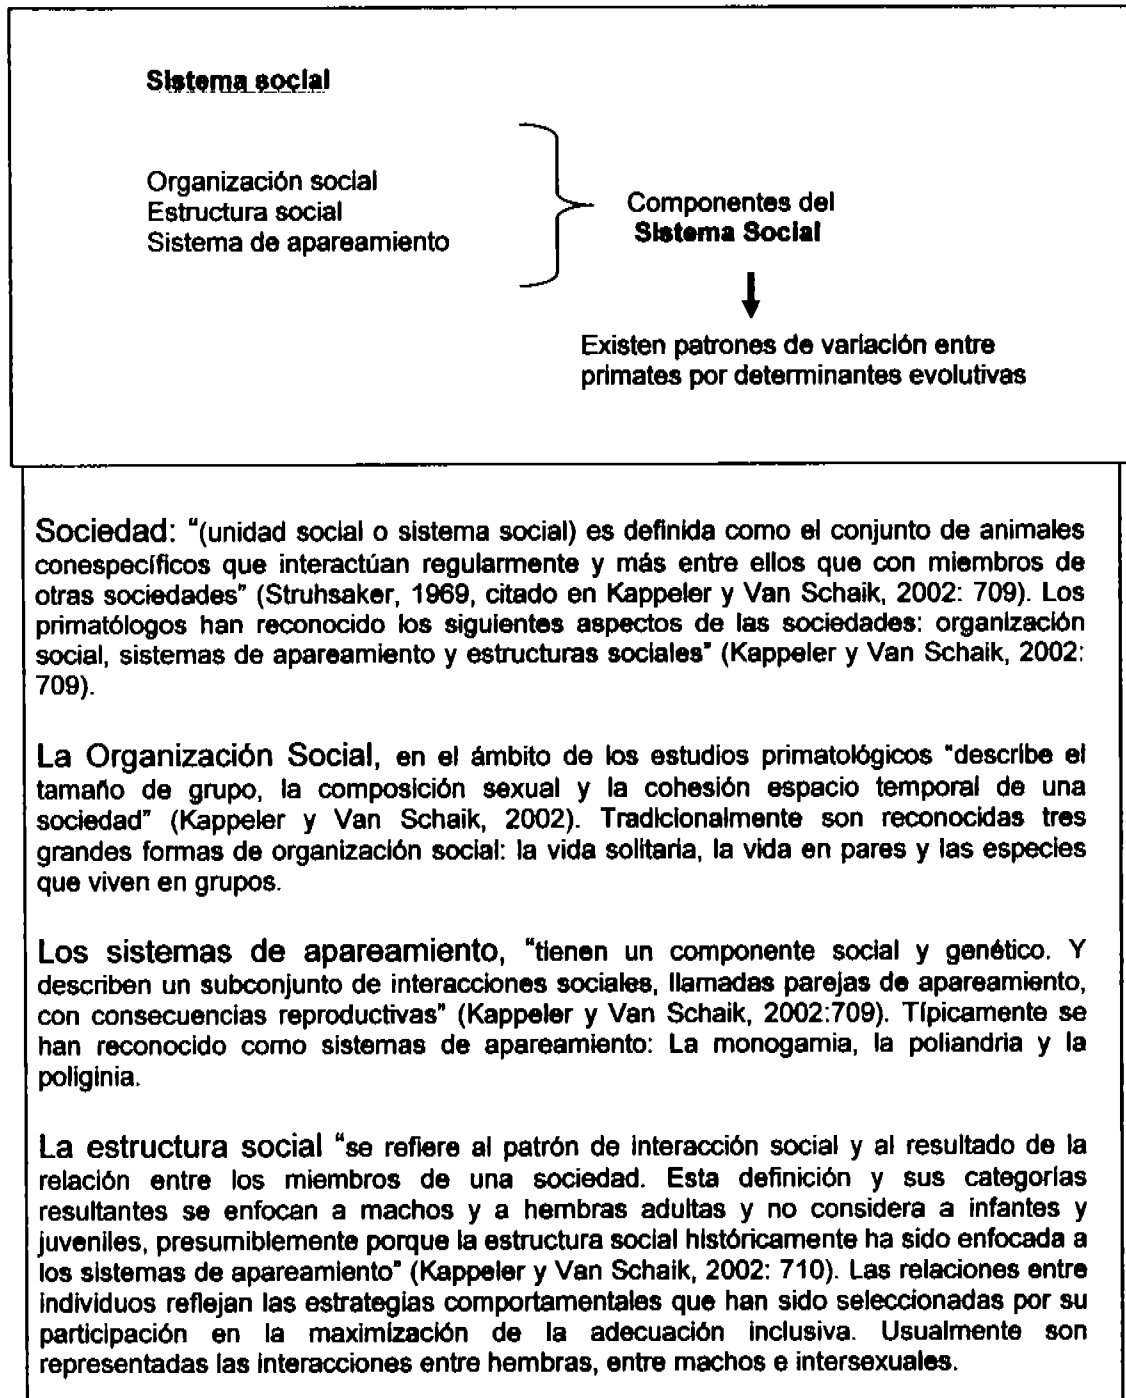 Sistema social
Organización social
Estructura social
Sistema de apareamiento
Componentes del
Sistema Social
Existen patrones de variación entre
primates por determinantes evolutivas
Sociedad: "(unidad social o sistema social) es definida como el conjunto de animales
conespecíficos que interactúan regularmente y más entre ellos que con miembros de
otras sociedades" (Struhsaker, 1969, citado en Kappeler y Van Schaik, 2002: 709). Los
primatólogos han reconocido los siguientes aspectos de las sociedades: organización
social, sistemas de apareamiento y estructuras sociales" (Kappeler y Van Schaik, 2002:
709).
La Organización Social, en el ámbito de los estudios primatológicos "describe el
tamaño de grupo, la composición sexual y la cohesión espacio temporal de una
sociedad" (Kappeler y Van Schaik, 2002). Tradicionalmente son reconocidas tres
grandes formas de organización social: la vida solitaria, la vida en pares y las especies
que viven en grupos.
Los sistemas de apareamiento, "tienen un componente social y genético. Y
describen un subconjunto de interacciones sociales, llamadas parejas de apareamiento,
con consecuencias reproductivas" (Kappeler y Van Schaik, 2002:709). Típicamente se
han reconocido como sistemas de apareamiento: La monogamia, la poliandria y la
poliginia.
La estructura social "se refiere al patrón de interacción social y al resultado de la
relación entre los miembros de una sociedad. Esta definición y sus categorías
resultantes se enfocan a machos y a hembras adultas y no considera a infantes y
juveniles, presumiblemente porque la estructura social históricamente ha sido enfocada a
los sistemas de apareamiento" (Kappeler y Van Schaik, 2002: 710). Las relaciones entre
individuos reflejan las estrategias comportamentales que han sido seleccionadas por su
participación en la maximización de la adecuación inclusiva. Usualmente son
representadas las interacciones entre hembras, entre machos e intersexuales.